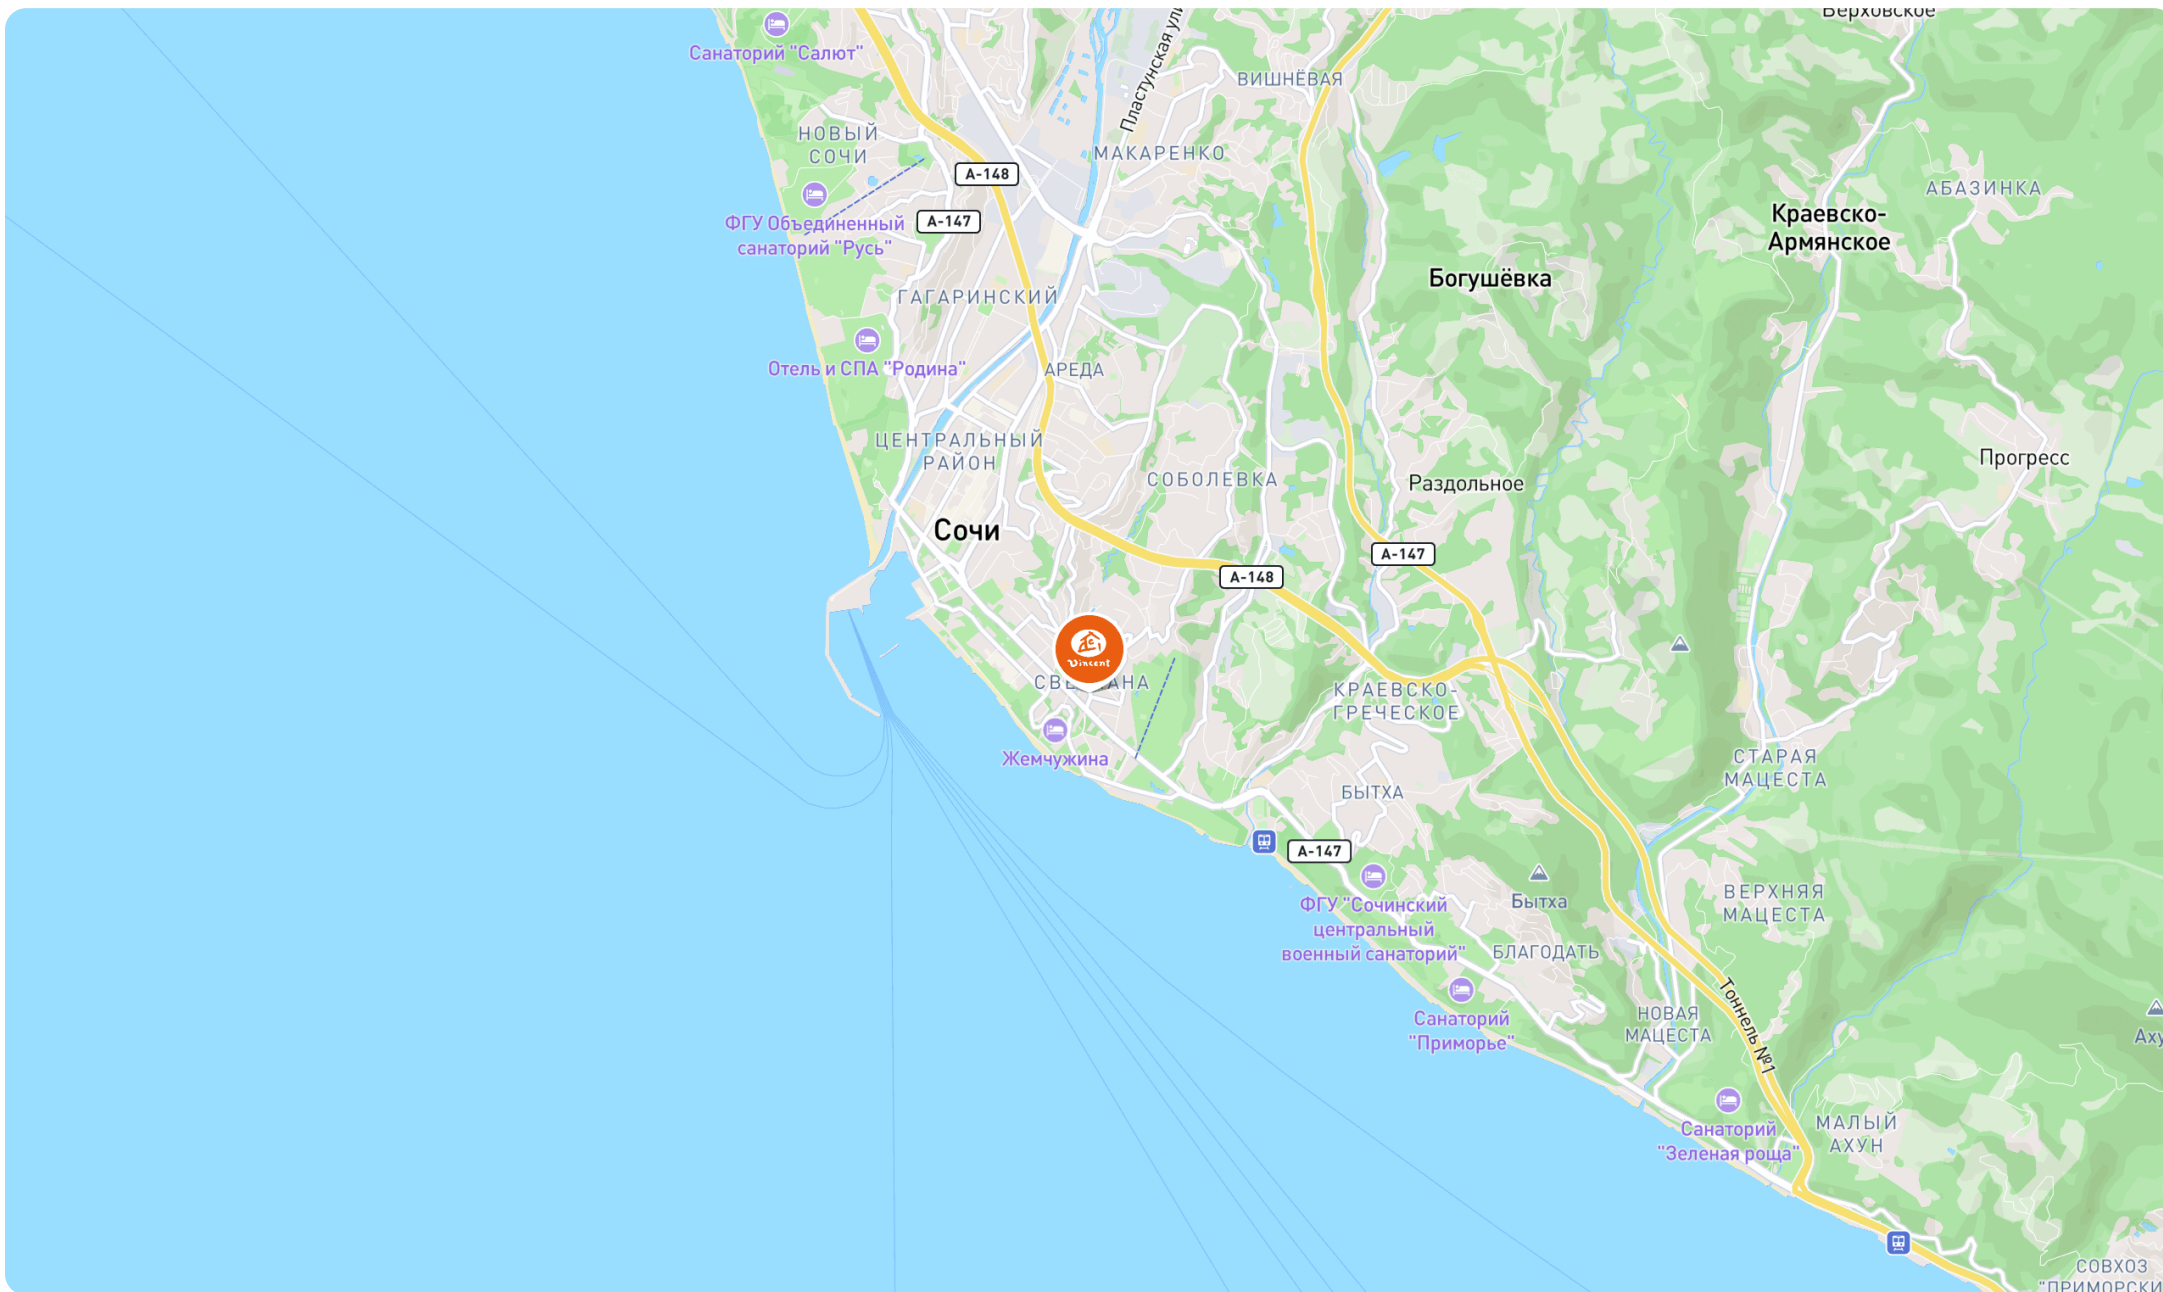 Верховское
Санаторий "Салют"
Пластунская ули
ВИШНЁВАЯ
НОВЫЙ
СОЧИ
МАКАРЕНКО
А-148
АБАЗИНКА
А-147
ФГУ Объединенный
санаторий "Русь"
Краевско-
Армянское
Богушёвка
ГАГАРИНСКИЙ
Отель и СПА "Родина"
АРЕДА
ЦЕНТРАЛЬНЫЙ
РАЙОН
Прогресс
СОБОЛЕВКА
Раздольное
Сочи
А-147
А-148
Vincent
КРАЕВСКО-
ГРЕЧЕСКОЕ
Жемчужина
СТАРАЯ
МАЦЕСТА
БЫТХА
А-147
ФГУ "Сочинский
центральный
военный санаторий"
Бытха
ВЕРХНЯЯ
МАЦЕСТА
БЛАГОДАТЬ
Санаторий
"Приморье"
НОВАЯ
МАЦЕСТА
Тоннель №1
Аху
Санаторий
"Зеленая роща"
МАЛЫЙ
АХУН
СОВХОЗ
"ПРИМОРСКИ